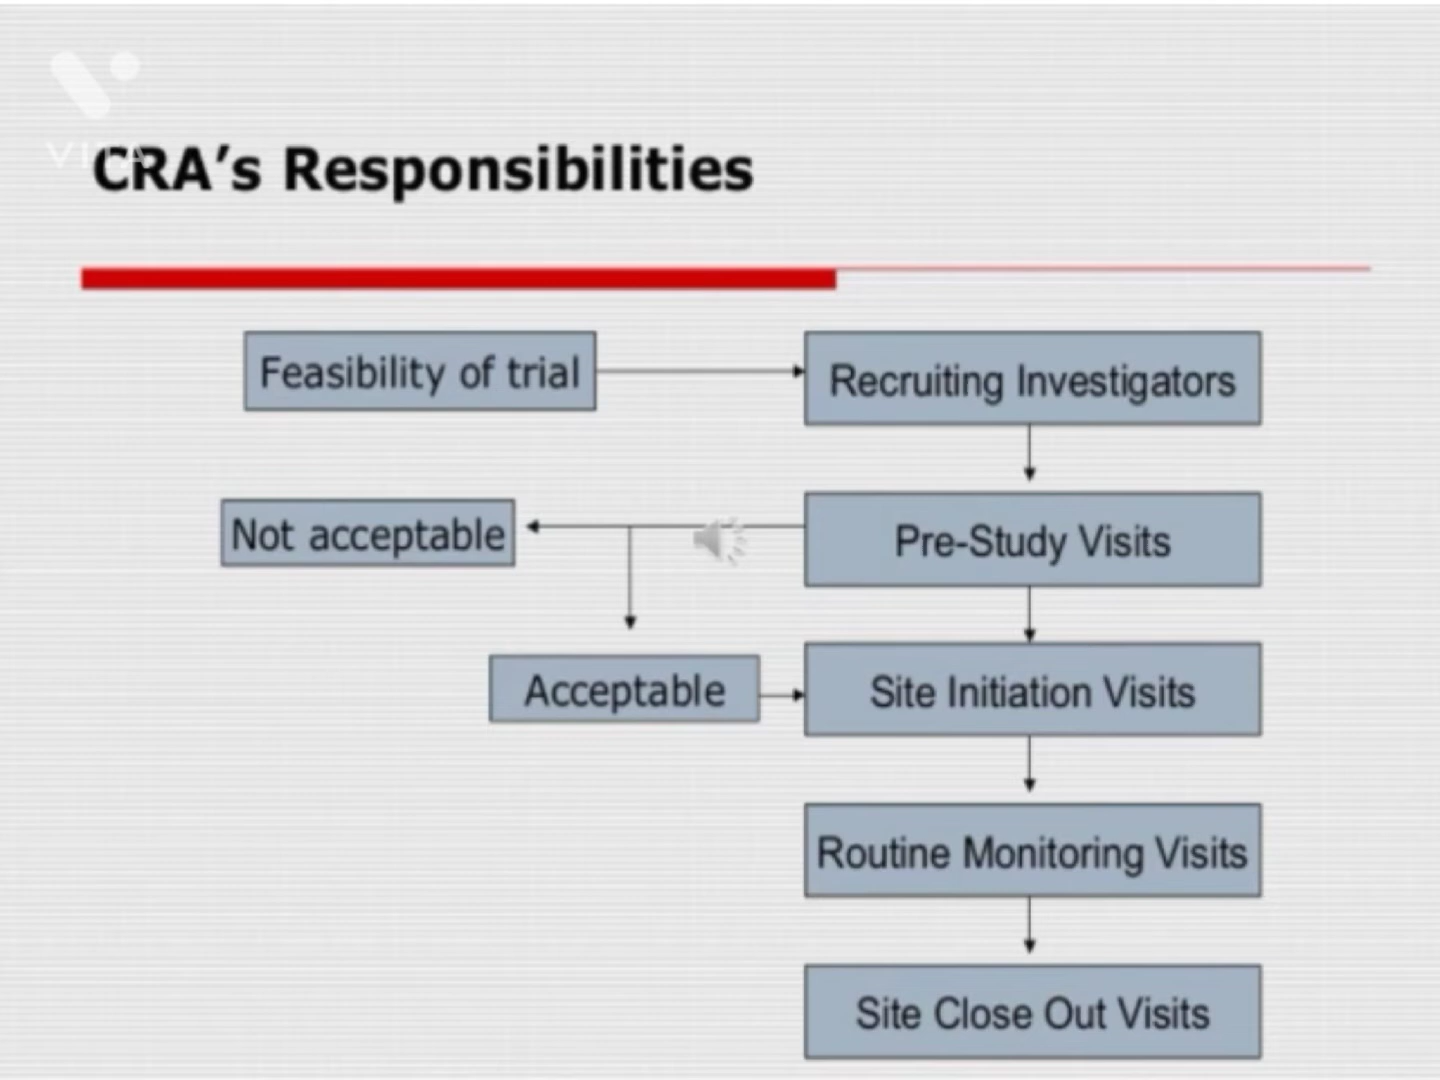 VITA
CRA’s Responsibilities
Feasibility of trial
Recruiting Investigators
Not acceptable
Pre-Study Visits
Acceptable
Site Initiation Visits
Routine Monitoring Visits
Site Close Out Visits